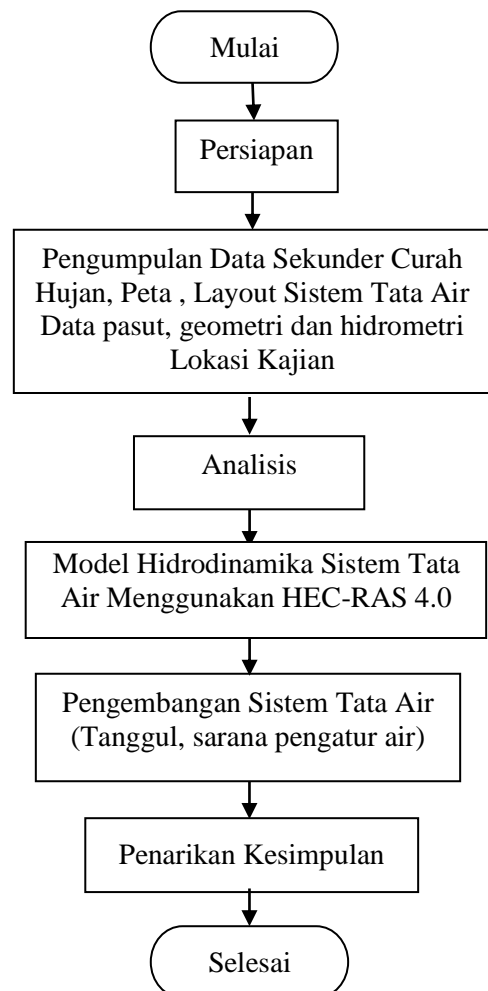 Mulai
Persiapan
Pengumpulan Data Sekunder Curah
Hujan, Peta , Layout Sistem Tata Air
Data pasut, geometri dan hidrometri
Lokasi Kajian
Analisis
Model Hidrodinamika Sistem Tata
Air Menggunakan HEC-RAS 4.0
Pengembangan Sistem Tata Air
(Tanggul, sarana pengatur air)
Penarikan Kesimpulan
Selesai